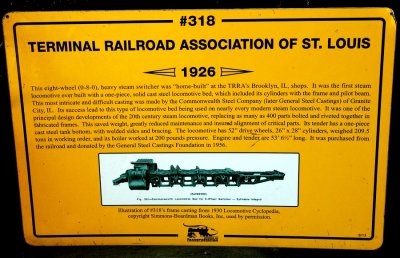 #318
TERMINAL RAILROAD ASSOCIATION OF ST. LOUIS
1926
This eight-wheel (0-8-0), heavy steam switcher was "home-built" at the TRRA's Brooklyn, IL, shops. It was the first steam
locomotive ever built with a one-piece, solid cast steel locomotive bed, which included its cylinders with the frame and pilot beam.
This most intricate and difficult casting was made by the Commonwealth Steel Company (later General Steel Castings) of Granite
City, IL. Its success lead to this type of locomotive bed being used on nearly every modern steam locomotive. It was one of the
principal design developments of the 20th century steam locomotive, replacing as many as 400 parts bolted and riveted together in
fabricated frames. This saved weight, greatly reduced maintenance and insured alignment of critical parts. Its tender has a one-piece
cast steel tank bottom, with welded sides and bracing. The locomotive has 52" drive wheels, 26" x 28" cylinders, weighed 209.5
tons in working order, and its boiler worked at 200 pounds pressure. Engine and tender are 53' 6½" long. It was purchased from
the railroad and donated by the General Steel Castings Foundation in 1956.
Illustration of #318's frame casting from 1930 Locomotive Cyclopedia,
copyright Simmons-Boardman Books, Inc., used by permission.